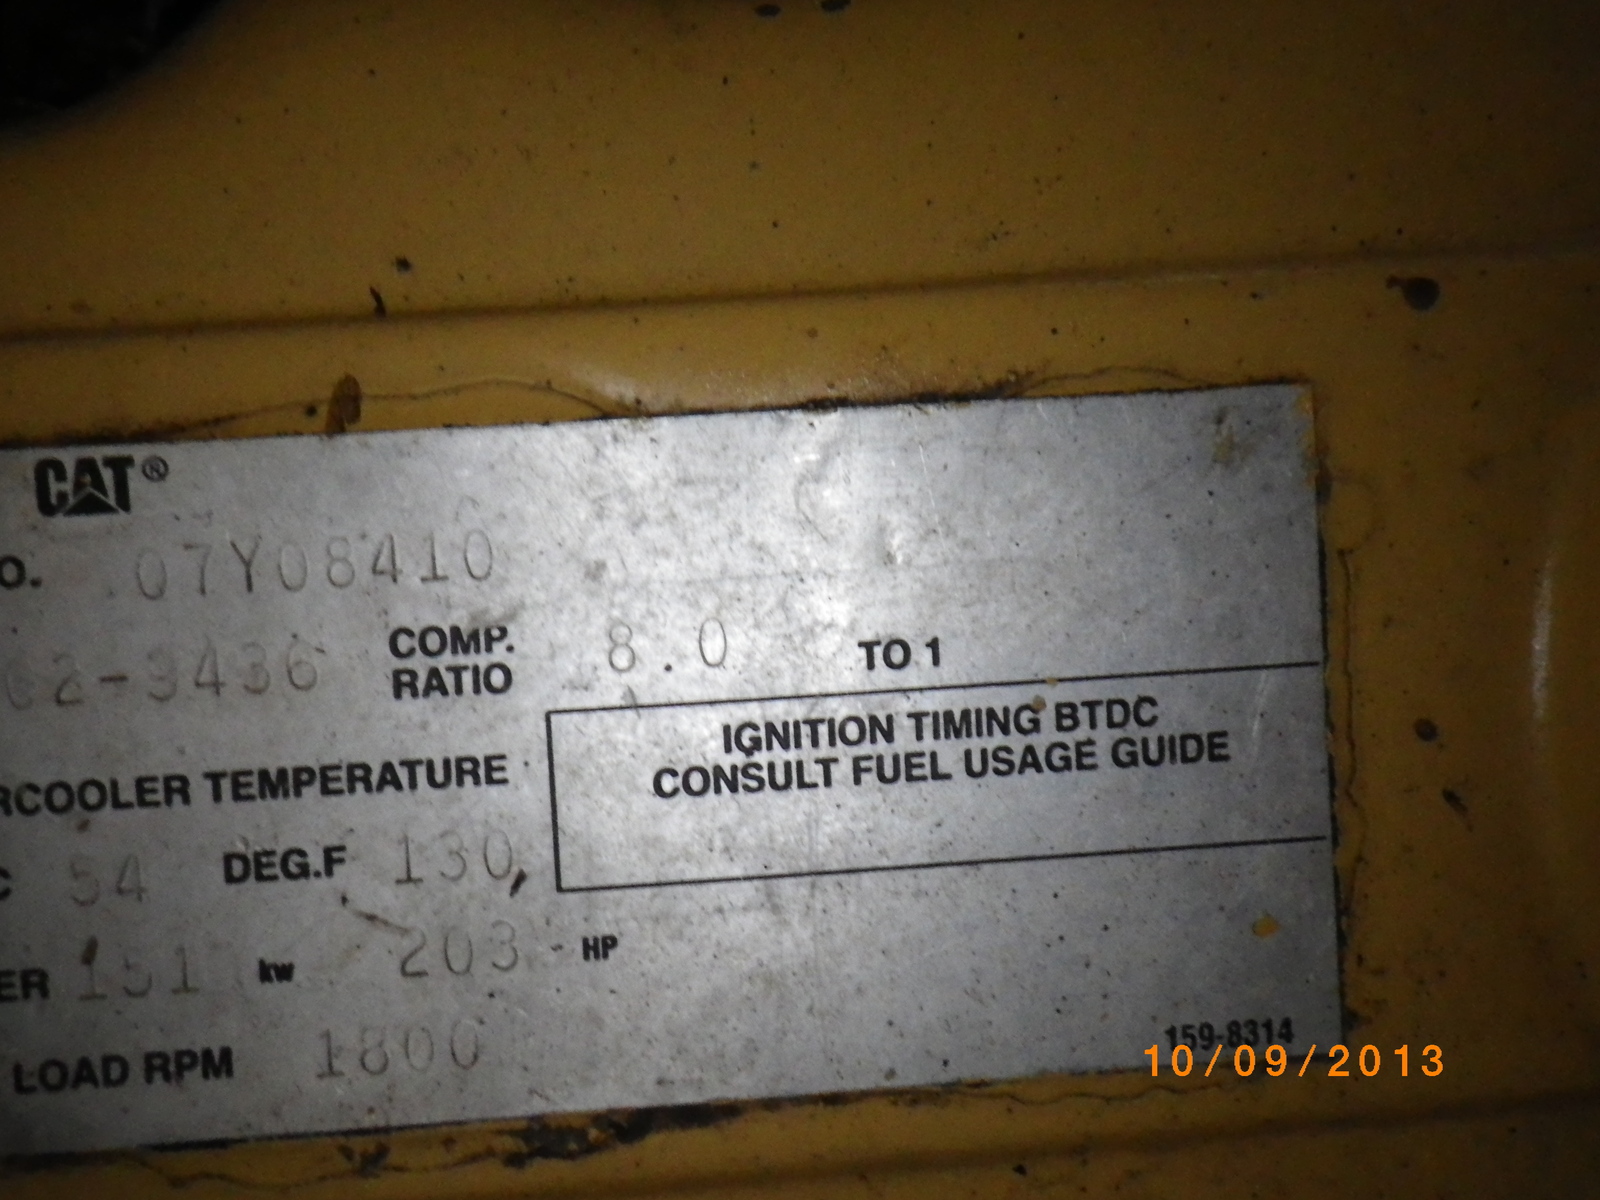 CAT®
O. 07Y08410
02-3436 COMP. RATIO 8.0 TO 1
IGNITION TIMING BTDC
CONSULT FUEL USAGE GUIDE
RCOOLER TEMPERATURE
C 54 DEG.F 130,
ER 151 kw 203 HP
LOAD RPM 1800
159-8314
10/09/2013